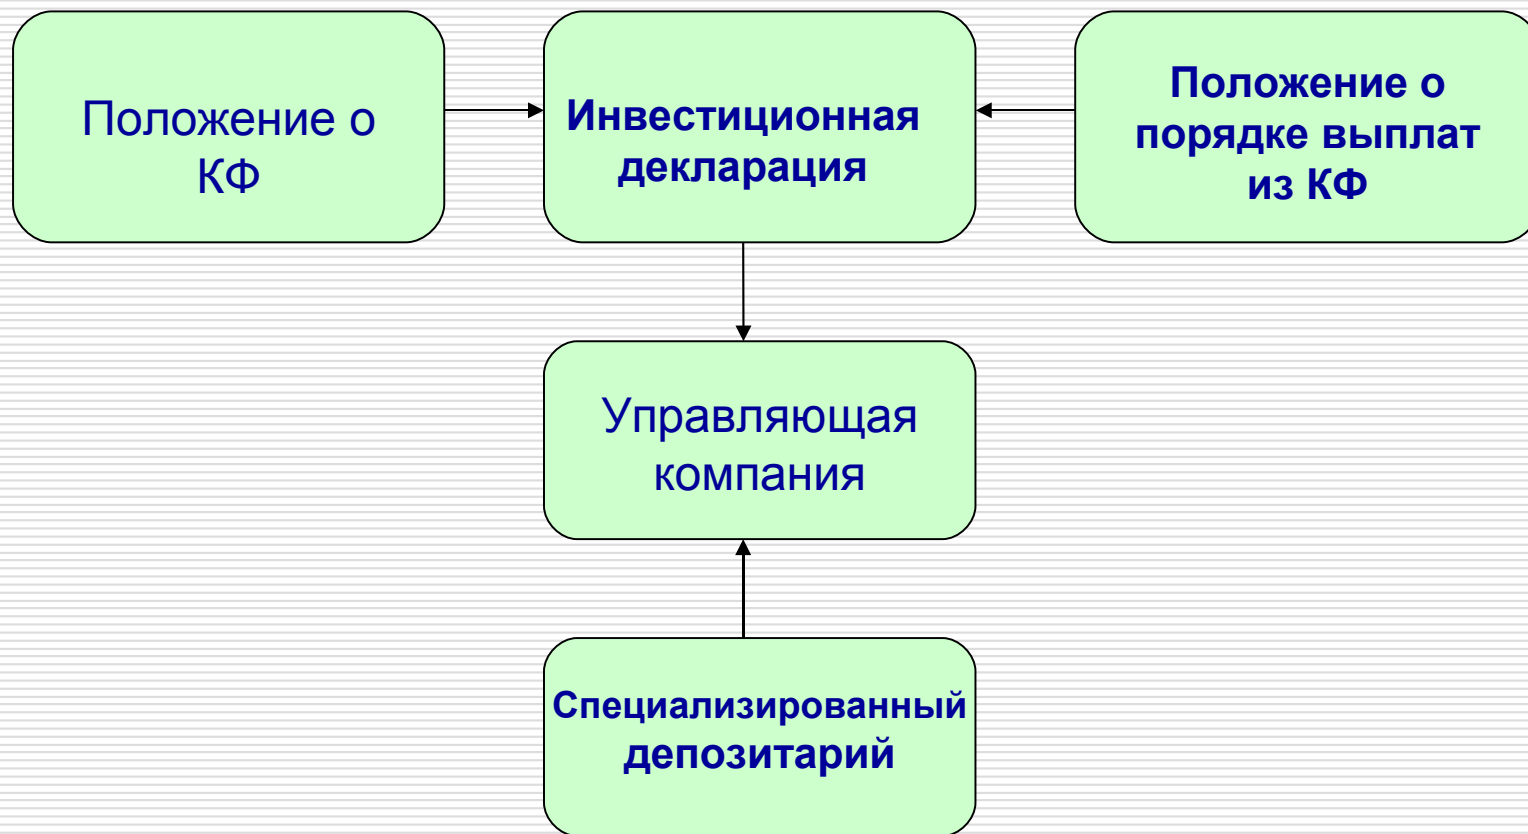 Положение о
КФ
Инвестиционная
декларация
Положение о
порядке выплат
из КФ
Управляющая
компания
Специализированный
депозитарий